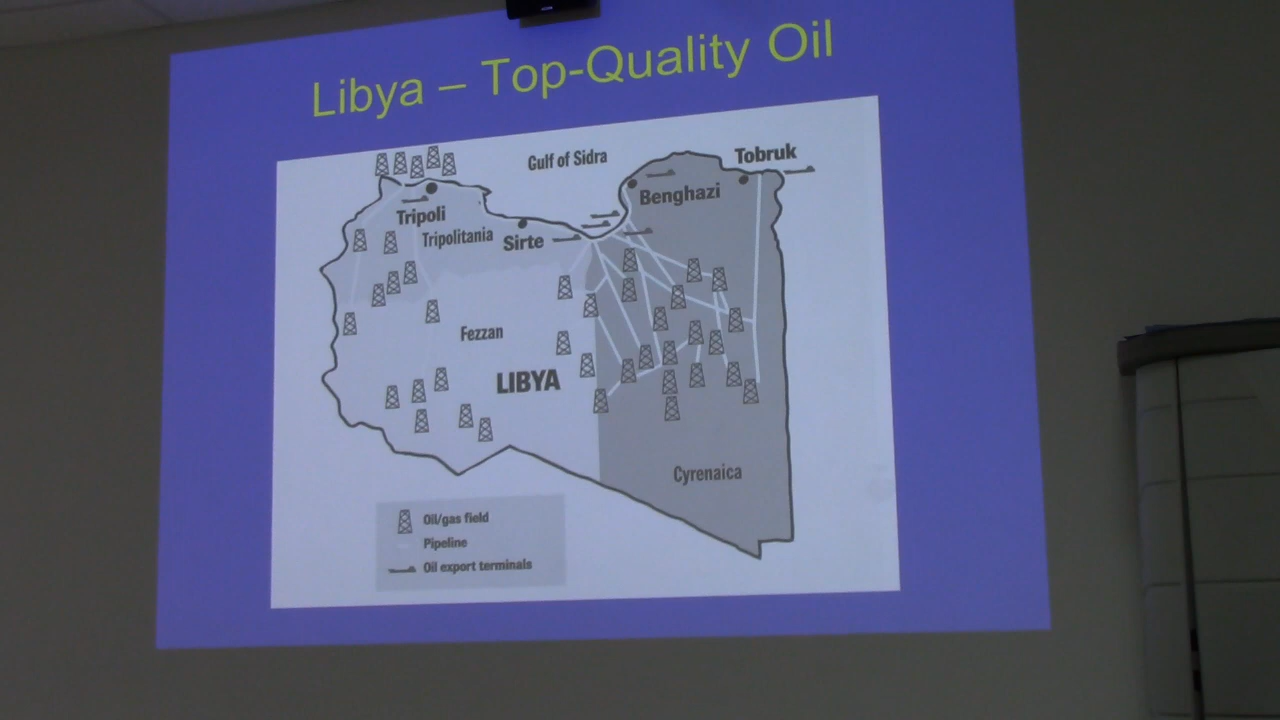 Libya – Top-Quality Oil
Gulf of Sidra
Tobruk
Benghazi
Tripoli
Tripolitania
Sirte
Fezzan
LIBYA
Cyrenaica
Oil/gas field
Pipeline
Oil export terminals